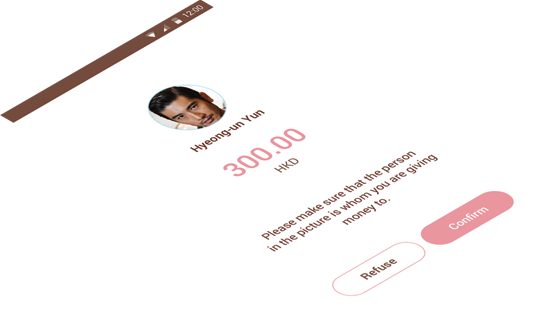 12:00
Hyeong-un Yun
300.00
HKD
Please make sure that the person
in the picture is whom you are giving
money to.
Confirm
Refuse